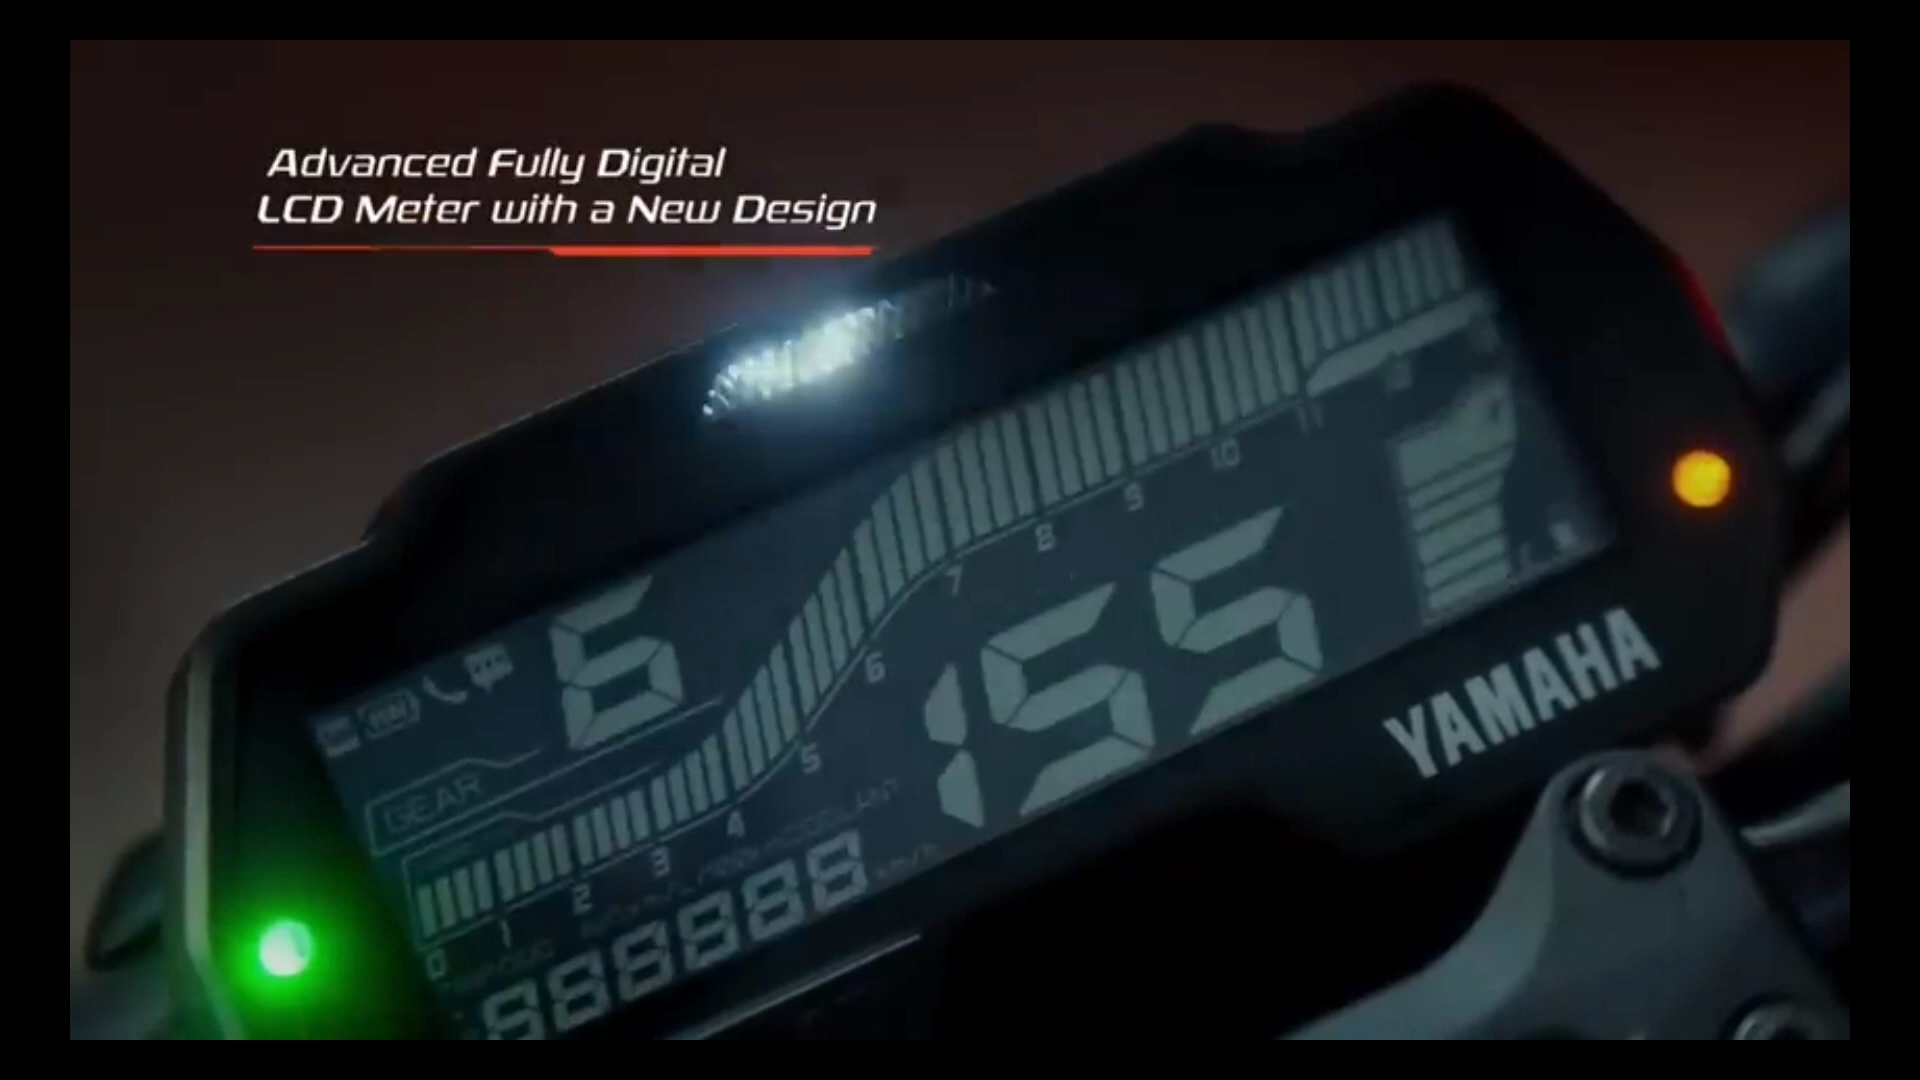 Advanced Fully Digital
LCD Meter with a New Design
6
GEAR
155
0 1 2 3 4 5 6 7 8 9 10 11
888888
km/h
YAMAHA